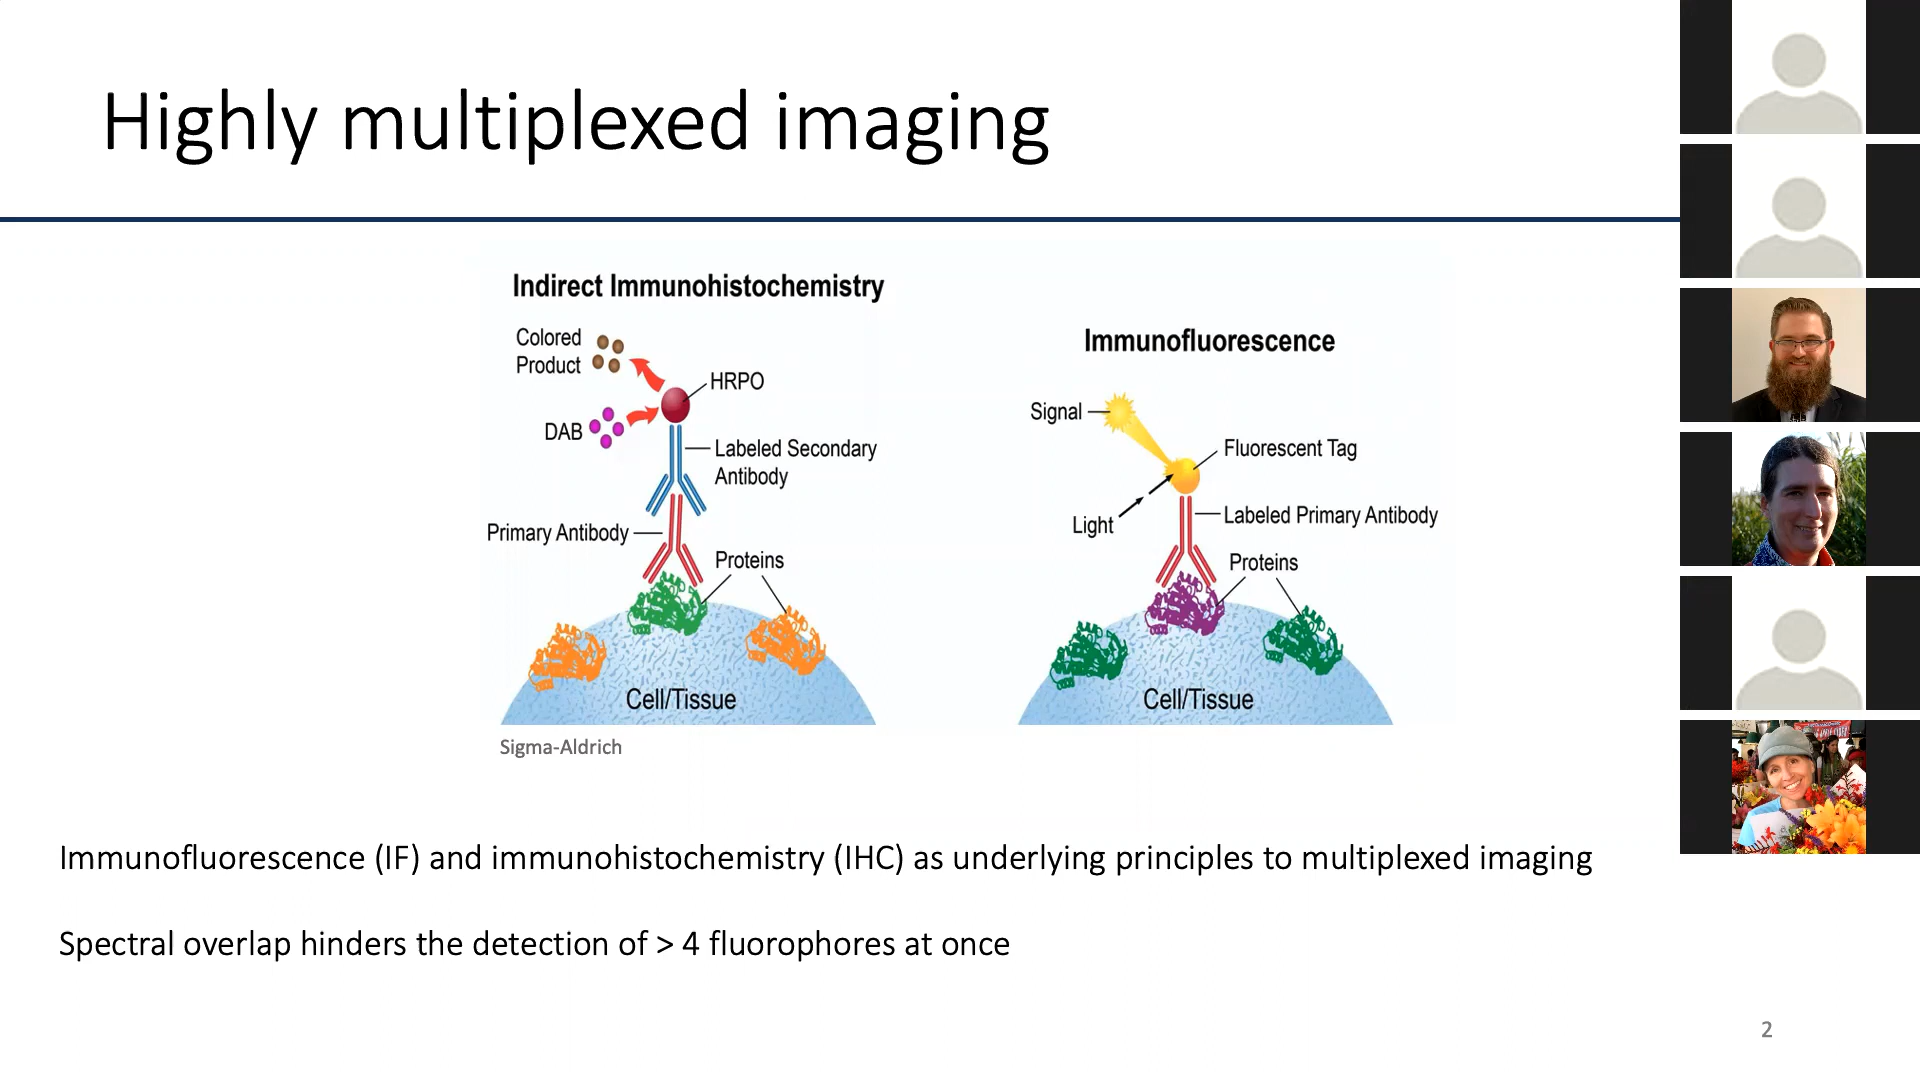 Highly multiplexed imaging
Indirect Immunohistochemistry
Colored
Product
HRPO
DAB
Labeled Secondary
Antibody
Primary Antibody
Proteins
Cell/Tissue
Sigma-Aldrich
Immunofluorescence
Signal
Fluorescent Tag
Light
Labeled Primary Antibody
Proteins
Cell/Tissue
Immunofluorescence (IF) and immunohistochemistry (IHC) as underlying principles to multiplexed imaging
Spectral overlap hinders the detection of > 4 fluorophores at once
2